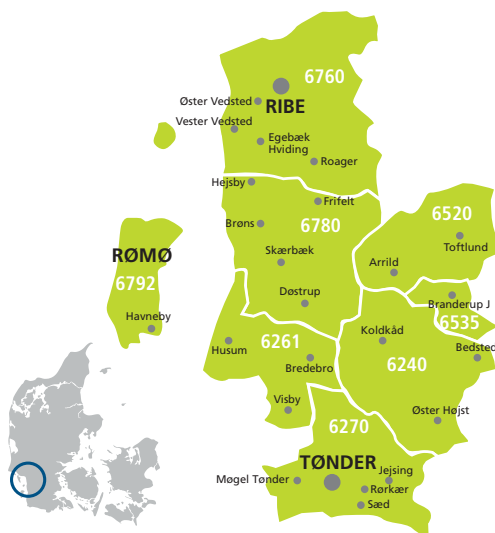 6760
Øster Vedsted
RIBE
Vester Vedsted
Egebæk
Hviding
Roager
Hejsby
Frifelt
6520
Brøns
6780
Toftlund
RØMØ
Skærbæk
Arrild
6792
Døstrup
Branderup J
Havneby
6535
Koldkåd
6261
Husum
Bedsted
Bredebro
6240
Visby
Øster Højst
6270
TØNDER
Jejsing
Møgel Tønder
Rørkær
Sæd